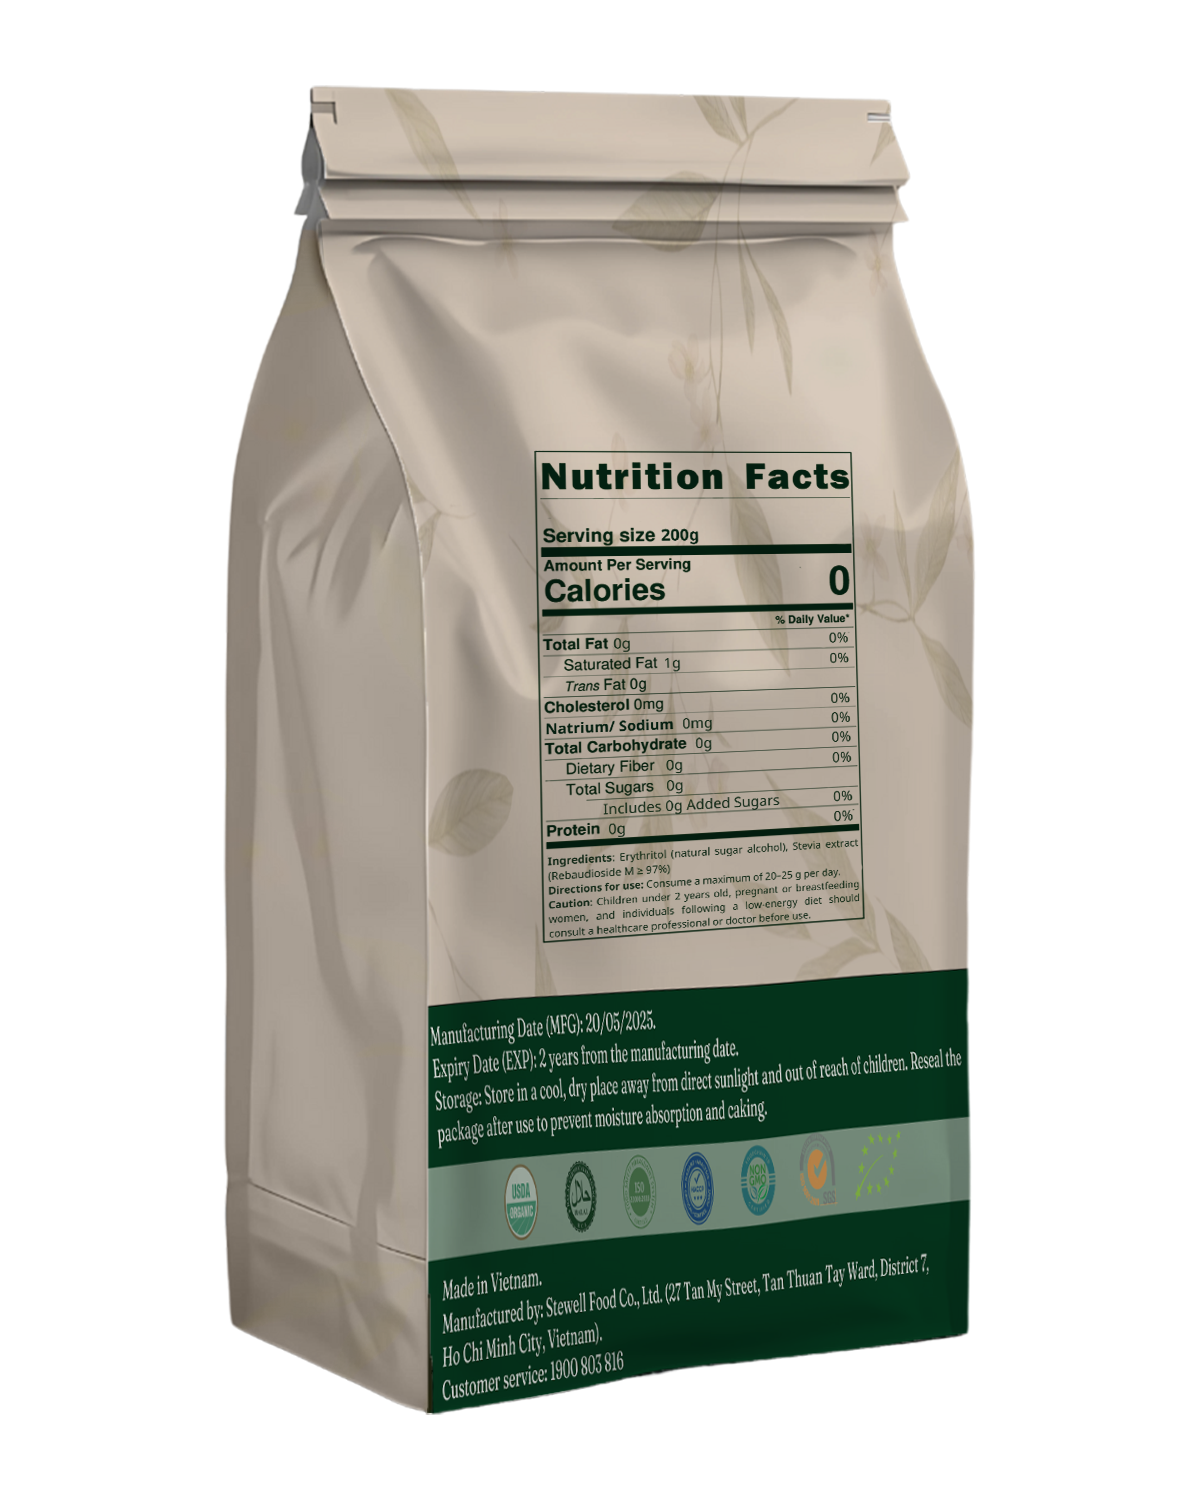 Nutrition Facts
Serving size 200g
Amount Per Serving
Calories 0
% Daily Value*
Total Fat 0g 0%
Saturated Fat 1g 0%
Trans Fat 0g
Cholesterol 0mg 0%
Natrium/ Sodium 0mg 0%
Total Carbohydrate 0g 0%
Dietary Fiber 0g 0%
Total Sugars 0g
Includes 0g Added Sugars 0%
Protein 0g 0%
Ingredients: Erythritol (natural sugar alcohol), Stevia extract
(Rebaudioside M ≥ 97%)
Directions for use: Consume a maximum of 20–25 g per day.
Caution: Children under 2 years old, pregnant or breastfeeding
women, and individuals following a low-energy diet should
consult a healthcare professional or doctor before use.
Manufacturing Date (MFG): 20/05/2025.
Expiry Date (EXP): 2 years from the manufacturing date.
Storage: Store in a cool, dry place away from direct sunlight and out of reach of children. Reseal the
package after use to prevent moisture absorption and caking.
USDA
ORGANIC
حلال
HALAL
HACCP
NON
GMO
SGS
Made in Vietnam.
Manufactured by: Stewell Food Co., Ltd. (27 Tan My Street, Tan Thuan Tay Ward, District 7,
Ho Chi Minh City, Vietnam).
Customer service: 1900 803 816